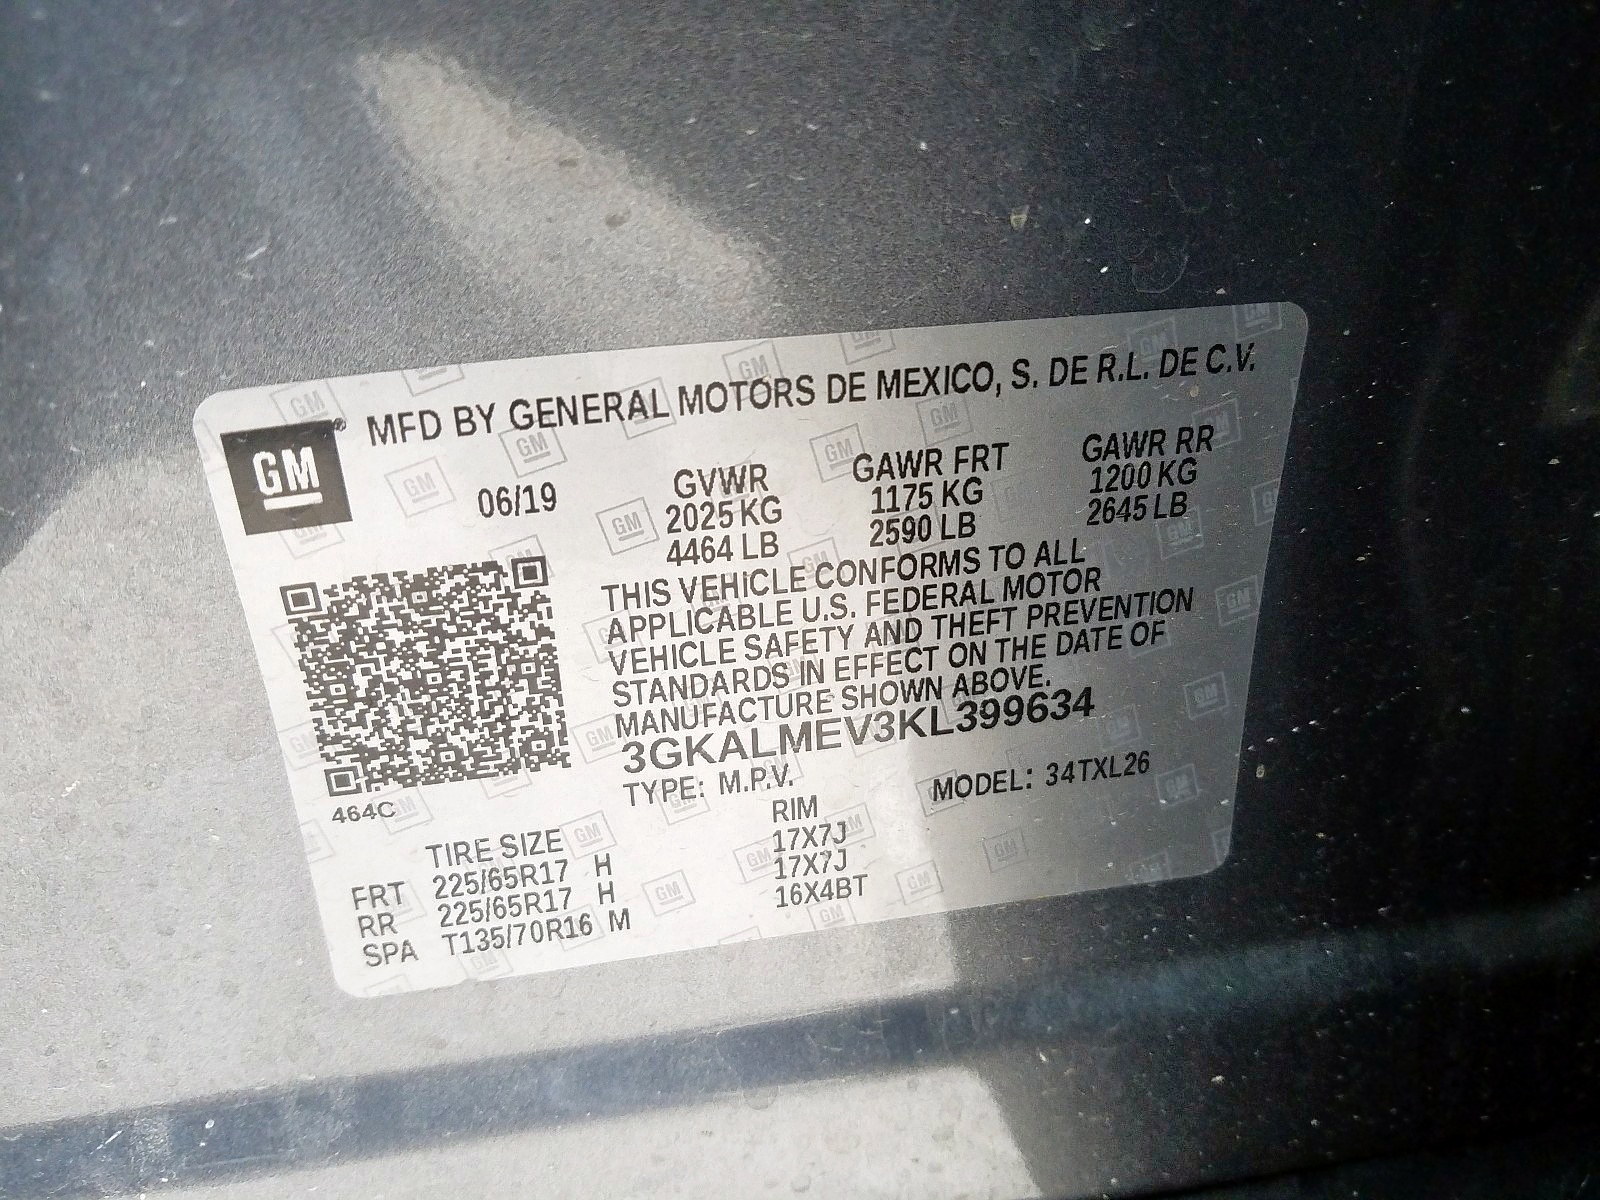 GM® MFD BY GENERAL MOTORS DE MEXICO, S. DE R.L. DE C.V.
06/19 GVWR GAWR FRT GAWR RR
2025 KG 1175 KG 1200 KG
4464 LB 2590 LB 2645 LB
THIS VEHICLE CONFORMS TO ALL
APPLICABLE U.S. FEDERAL MOTOR
VEHICLE SAFETY AND THEFT PREVENTION
STANDARDS IN EFFECT ON THE DATE OF
MANUFACTURE SHOWN ABOVE.
3GKALMEV3KL399634
TYPE: M.P.V. MODEL: 34TXL26
464C
TIRE SIZE RIM
FRT 225/65R17 H 17X7J
RR 225/65R17 H 17X7J
SPA T135/70R16 M 16X4BT